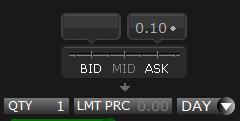 0.10
BID MID ASK
QTY 1 LMT PRC 0.00 DAY